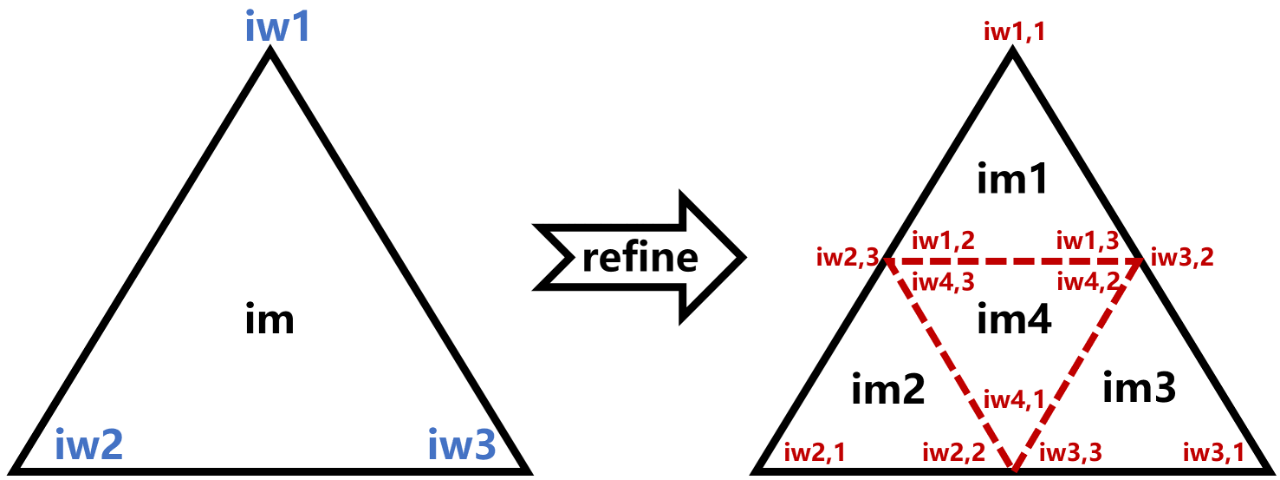 iw1
im
iw2 iw3
refine
iw1,1
im1
iw2,3 iw1,2 iw1,3 iw3,2
iw4,3 iw4,2
im4
im2 im3
iw4,1
iw2,1 iw2,2 iw3,3 iw3,1